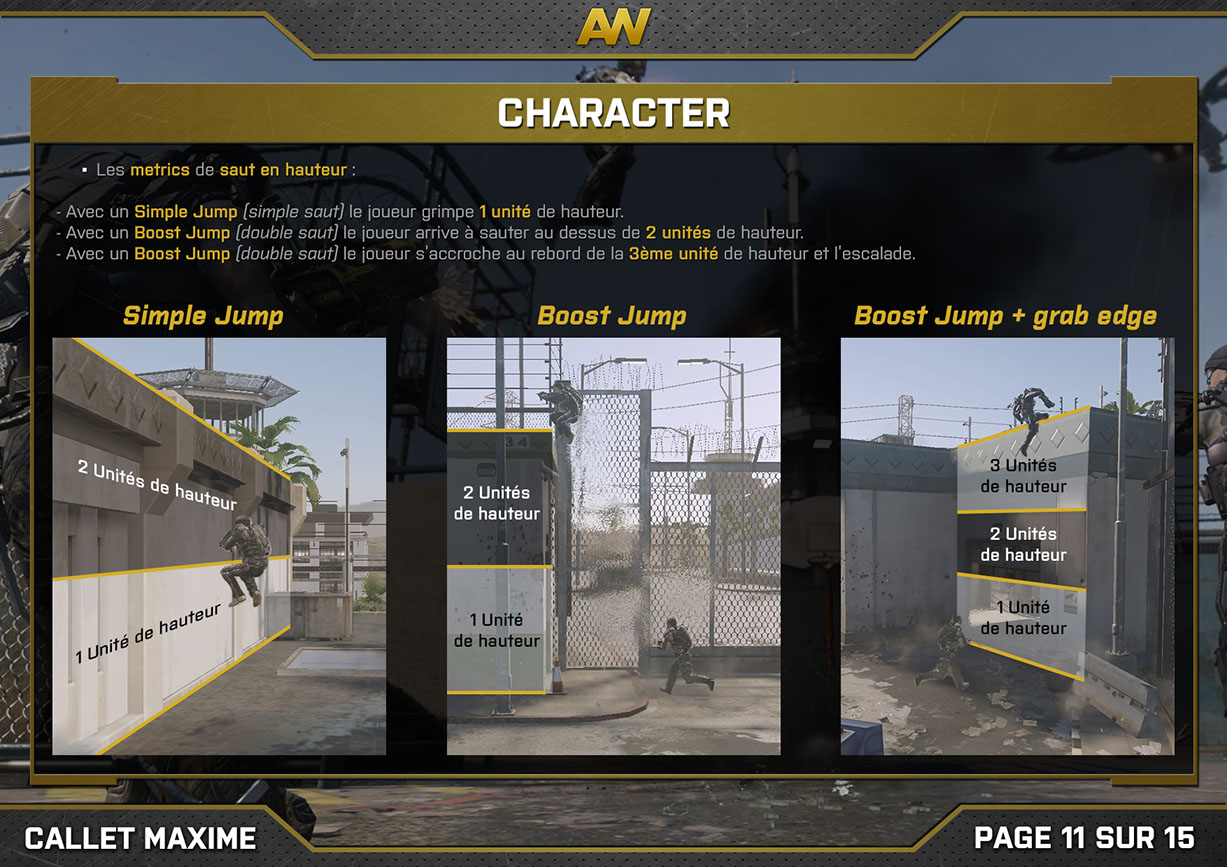 AW
CHARACTER
▪ Les metrics de saut en hauteur :
- Avec un Simple Jump (simple saut) le joueur grimpe 1 unité de hauteur.
- Avec un Boost Jump (double saut) le joueur arrive à sauter au dessus de 2 unités de hauteur.
- Avec un Boost Jump (double saut) le joueur s'accroche au rebord de la 3ème unité de hauteur et l'escalade.
Simple Jump
Boost Jump
Boost Jump + grab edge
2 Unités de hauteur
1 Unité de hauteur
34
2 Unités
de hauteur
1 Unité
de hauteur
3 Unités
de hauteur
2 Unités
de hauteur
1 Unité
de hauteur
CALLET MAXIME
PAGE 11 SUR 15